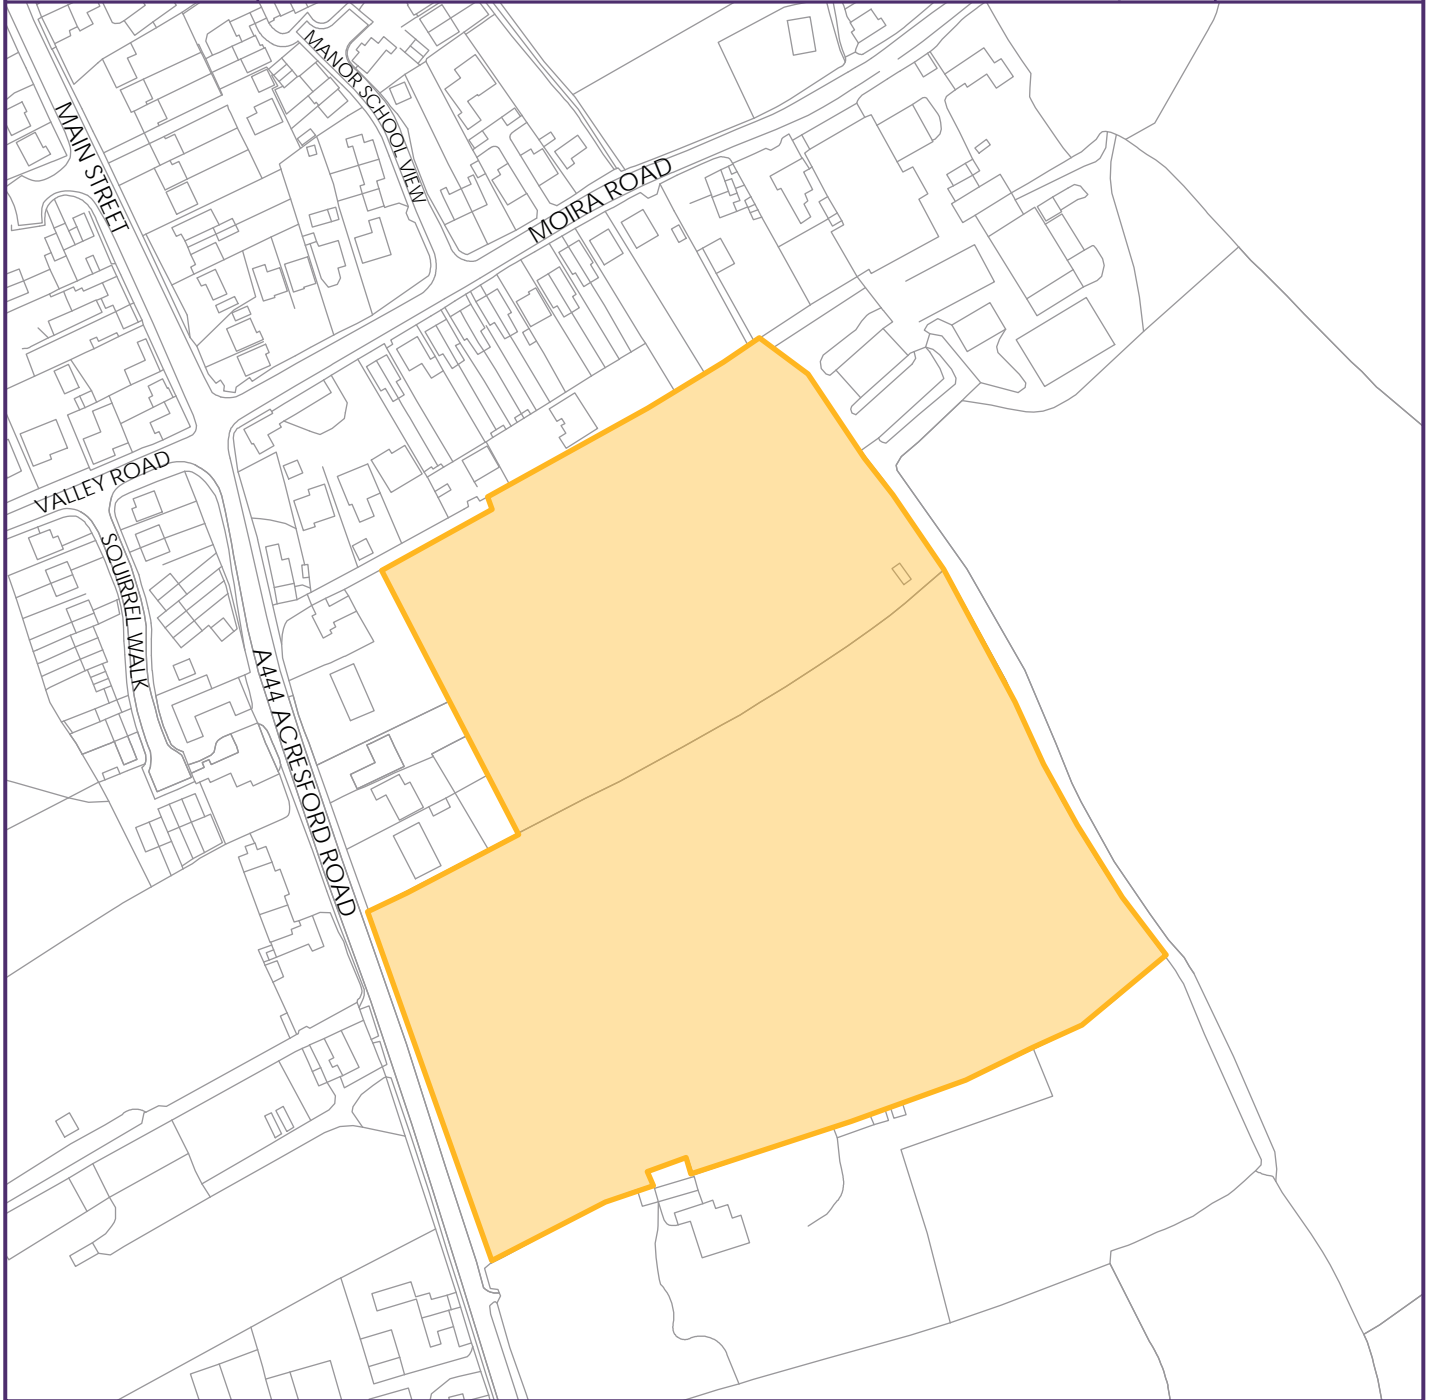 MANOR SCHOOL VIEW
MAIN STREET
MOIRA ROAD
VALLEY ROAD
SQUIRREL WALK
A444 ACRESFORD ROAD